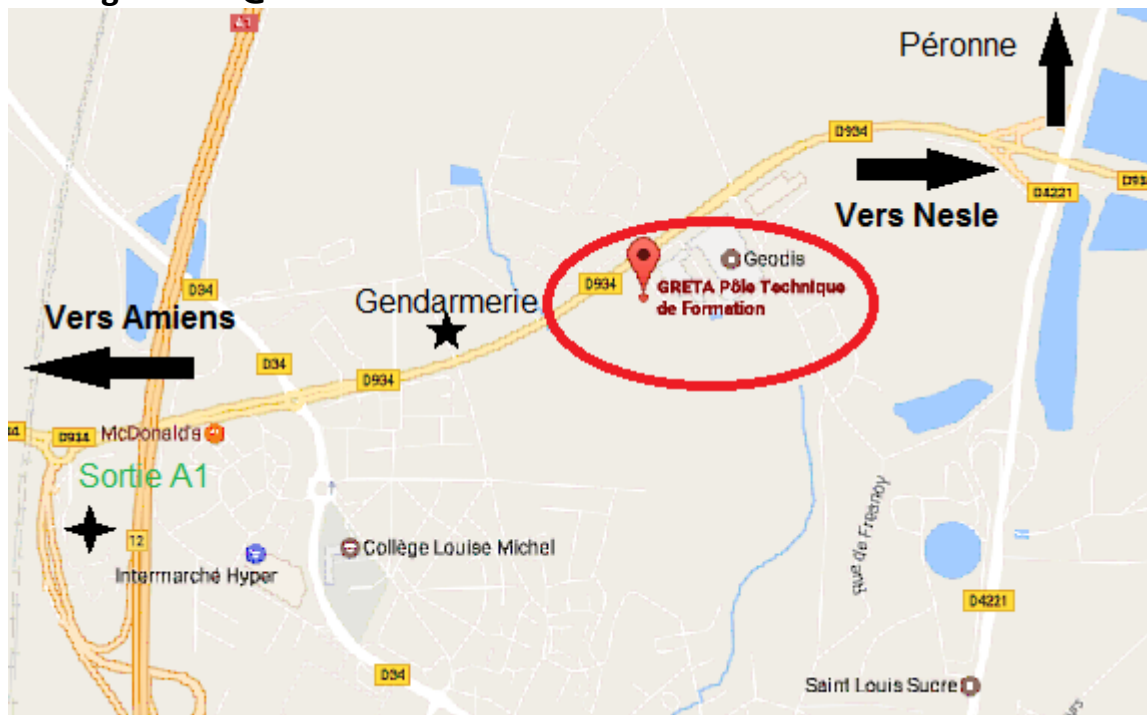 A1
Péronne
D934
D4221
Vers Nesle
Geodis
D934
GRETA Pôle Technique
de Formation
D34
Gendarmerie
Vers Amiens
D34
D934
McDonald's
D934
Sortie A1
12
Collège Louise Michel
Intermarché Hyper
Rue de Fresnoy
D4221
D34
Saint Louis Sucre